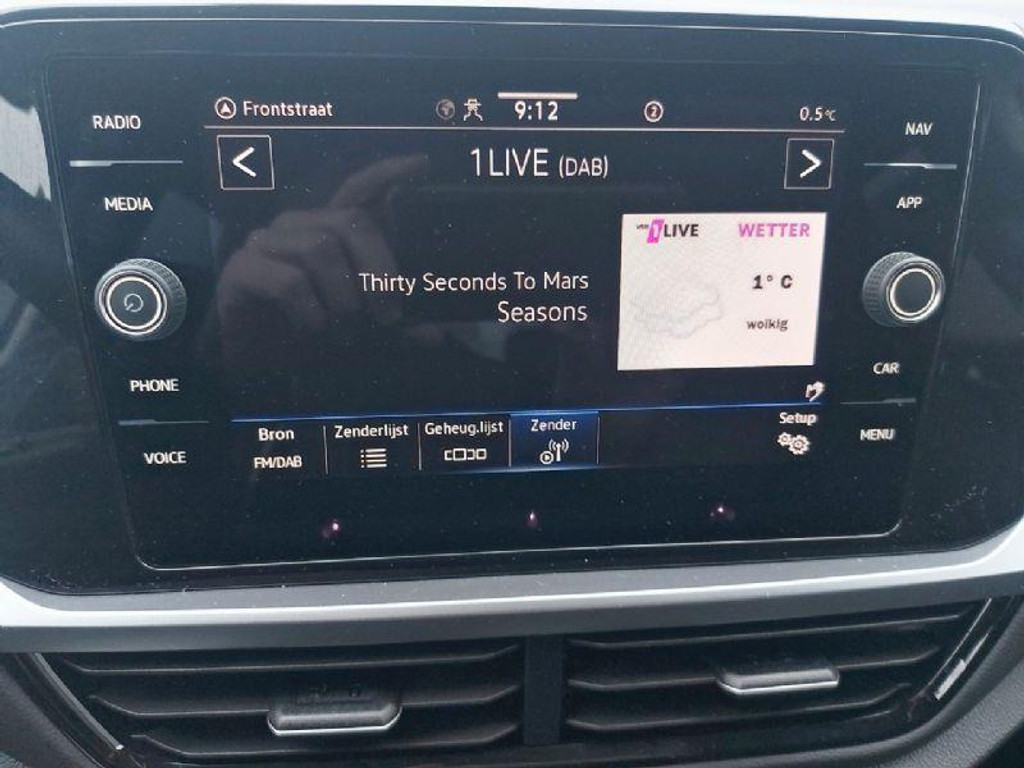 RADIO
MEDIA
PHONE
VOICE
Frontstraat
9:12
2
0.5°C
1LIVE (DAB)
Thirty Seconds To Mars
Seasons
1LIVE WETTER
1° C
wolkig
Bron
FM/DAB
Zenderlijst
Geheug.lijst
Zender
Setup
NAV
APP
CAR
MENU